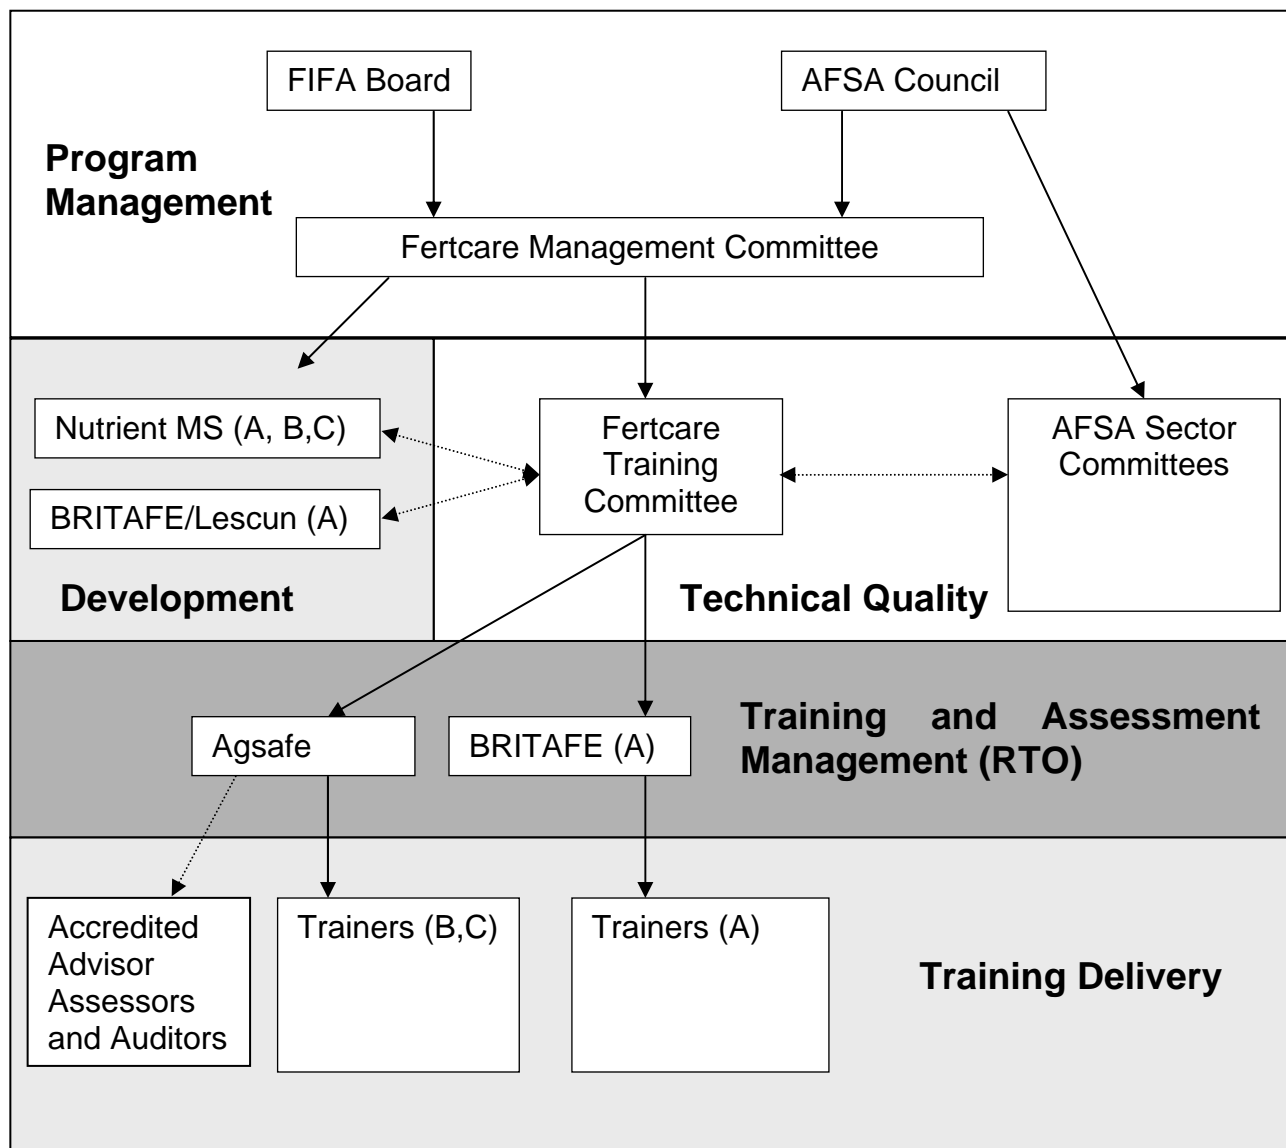 FIFA Board
AFSA Council
Program
Management
Fertcare Management Committee
Nutrient MS (A, B,C)
BRITAFE/Lescun (A)
Development
Fertcare
Training
Committee
AFSA Sector
Committees
Technical Quality
Agsafe
BRITAFE (A)
Training and Assessment
Management (RTO)
Accredited
Advisor
Assessors
and Auditors
Trainers (B,C)
Trainers (A)
Training Delivery